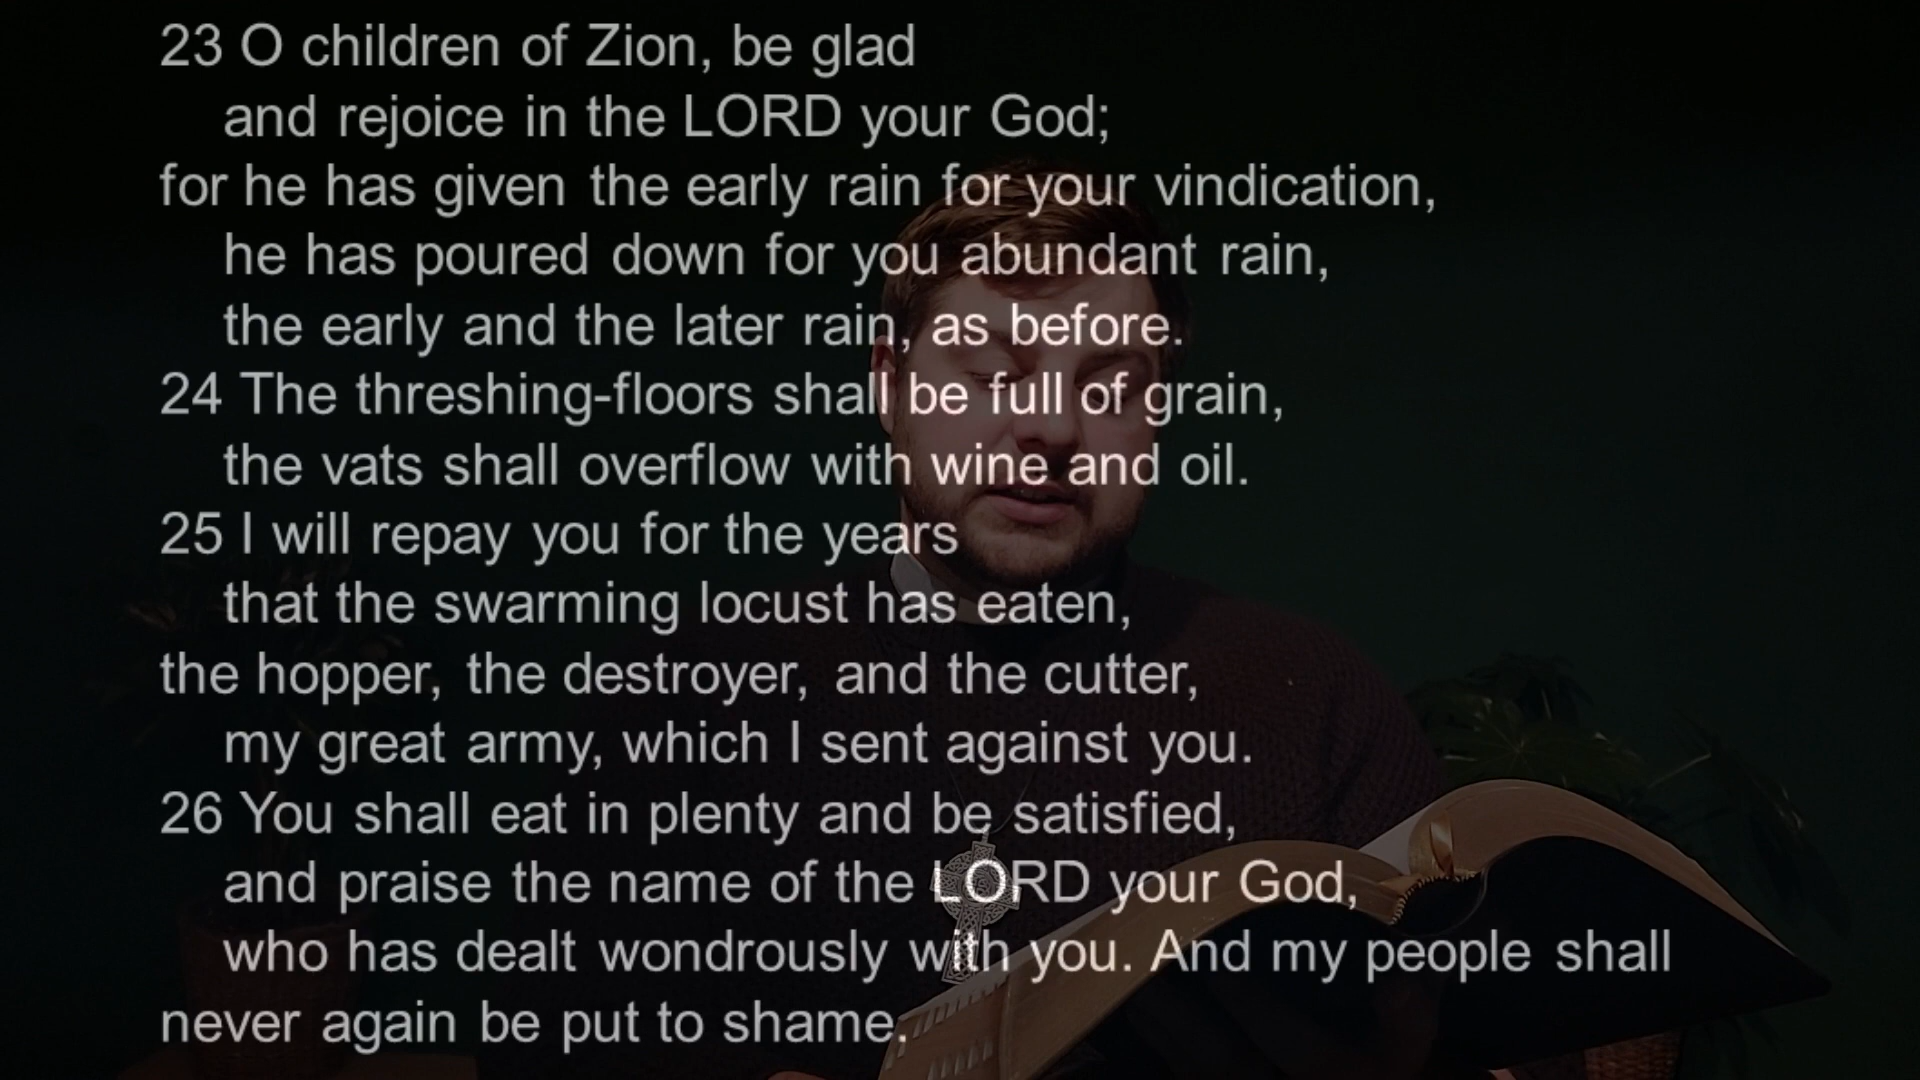 23 O children of Zion, be glad
and rejoice in the LORD your God;
for he has given the early rain for your vindication,
he has poured down for you abundant rain,
the early and the later rain, as before.
24 The threshing-floors shall be full of grain,
the vats shall overflow with wine and oil.
25 I will repay you for the years
that the swarming locust has eaten,
the hopper, the destroyer, and the cutter,
my great army, which I sent against you.
26 You shall eat in plenty and be satisfied,
and praise the name of the LORD your God,
who has dealt wondrously with you. And my people shall
never again be put to shame.